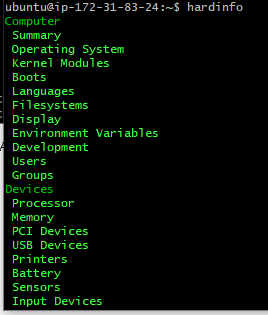 ubuntu@ip-172-31-83-24:~$ hardinfo
Computer
Summary
Operating System
Kernel Modules
Boots
Languages
Filesystems
Display
Environment Variables
Development
Users
Groups
Devices
Processor
Memory
PCI Devices
USB Devices
Printers
Battery
Sensors
Input Devices